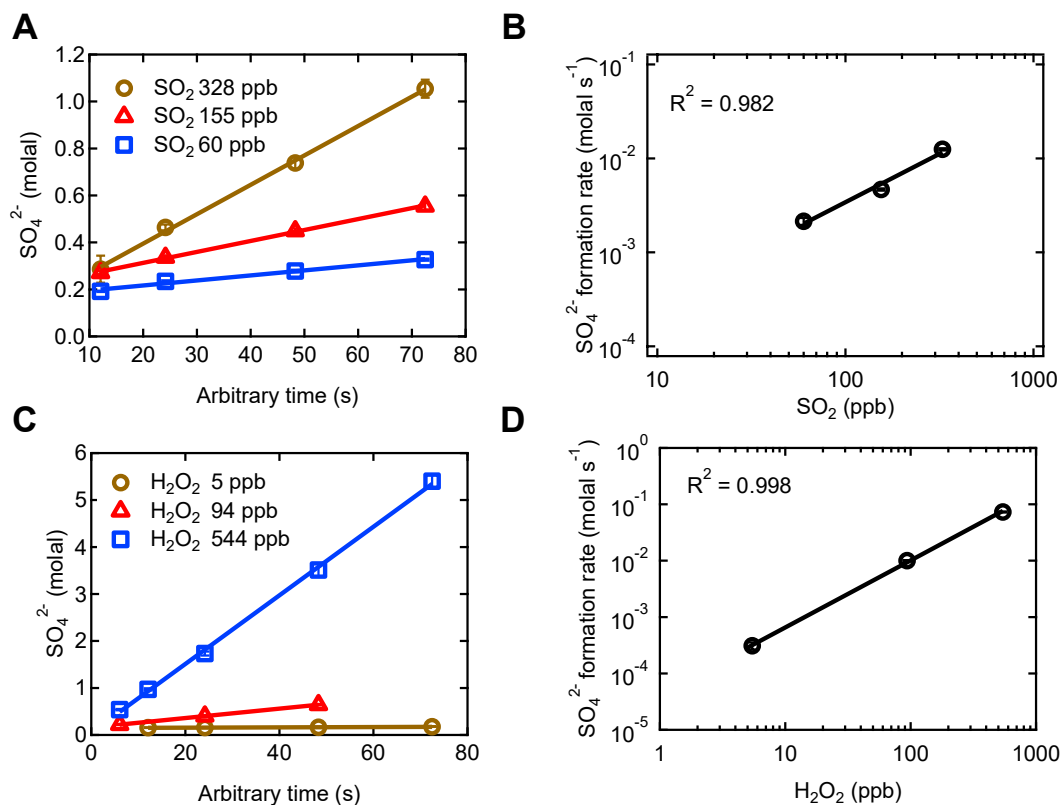 A
1.2
1.0
0.8
0.6
0.4
0.2
0.0
SO₄²⁻ (molal)
SO₂ 328 ppb
SO₂ 155 ppb
SO₂ 60 ppb
10 20 30 40 50 60 70 80
Arbitrary time (s)
B
10⁻¹
10⁻²
10⁻³
10⁻⁴
SO₄²⁻ formation rate (molal s⁻¹)
R² = 0.982
10 100 1000
SO₂ (ppb)
C
6
5
4
3
2
1
0
SO₄²⁻ (molal)
H₂O₂ 5 ppb
H₂O₂ 94 ppb
H₂O₂ 544 ppb
0 20 40 60 80
Arbitrary time (s)
D
10⁰
10⁻¹
10⁻²
10⁻³
10⁻⁴
10⁻⁵
SO₄²⁻ formation rate (molal s⁻¹)
R² = 0.998
1 10 100 1000
H₂O₂ (ppb)